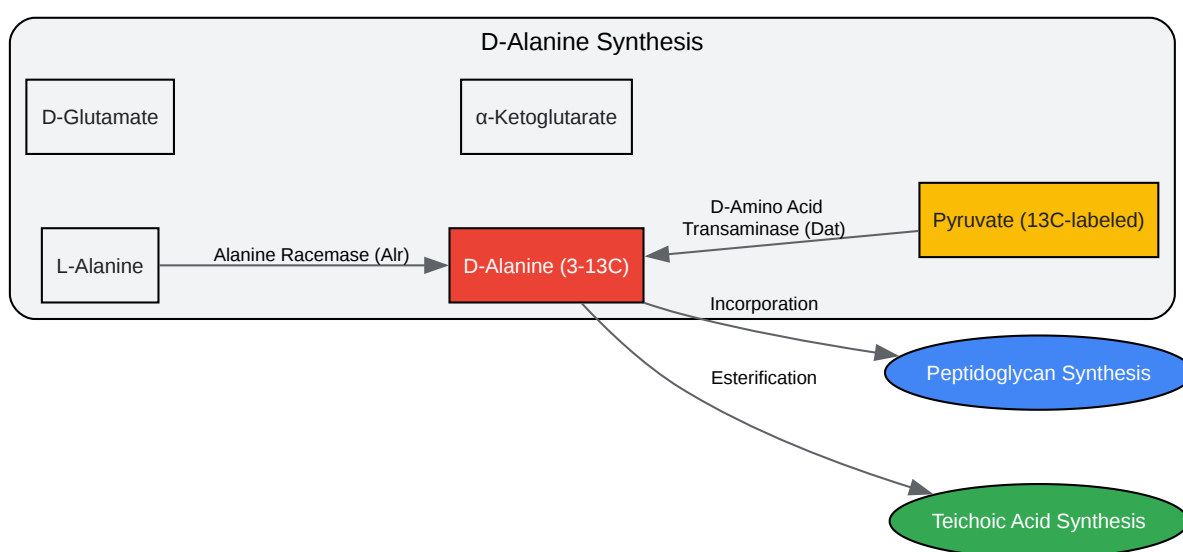 D-Alanine Synthesis
D-Glutamate
α-Ketoglutarate
D-Amino Acid
Transaminase (Dat)
Pyruvate (13C-labeled)
L-Alanine
Alanine Racemase (Alr)
D-Alanine (3-13C)
Incorporation
Peptidoglycan Synthesis
Esterification
Teichoic Acid Synthesis